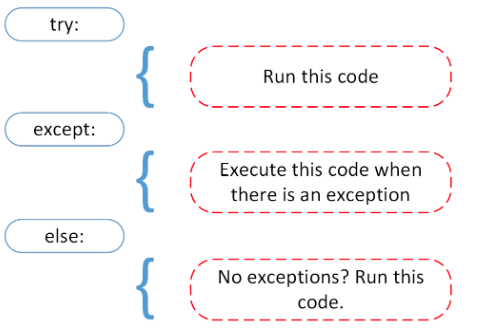 try:
Run this code
except:
Execute this code when
there is an exception
else:
No exceptions? Run this
code.